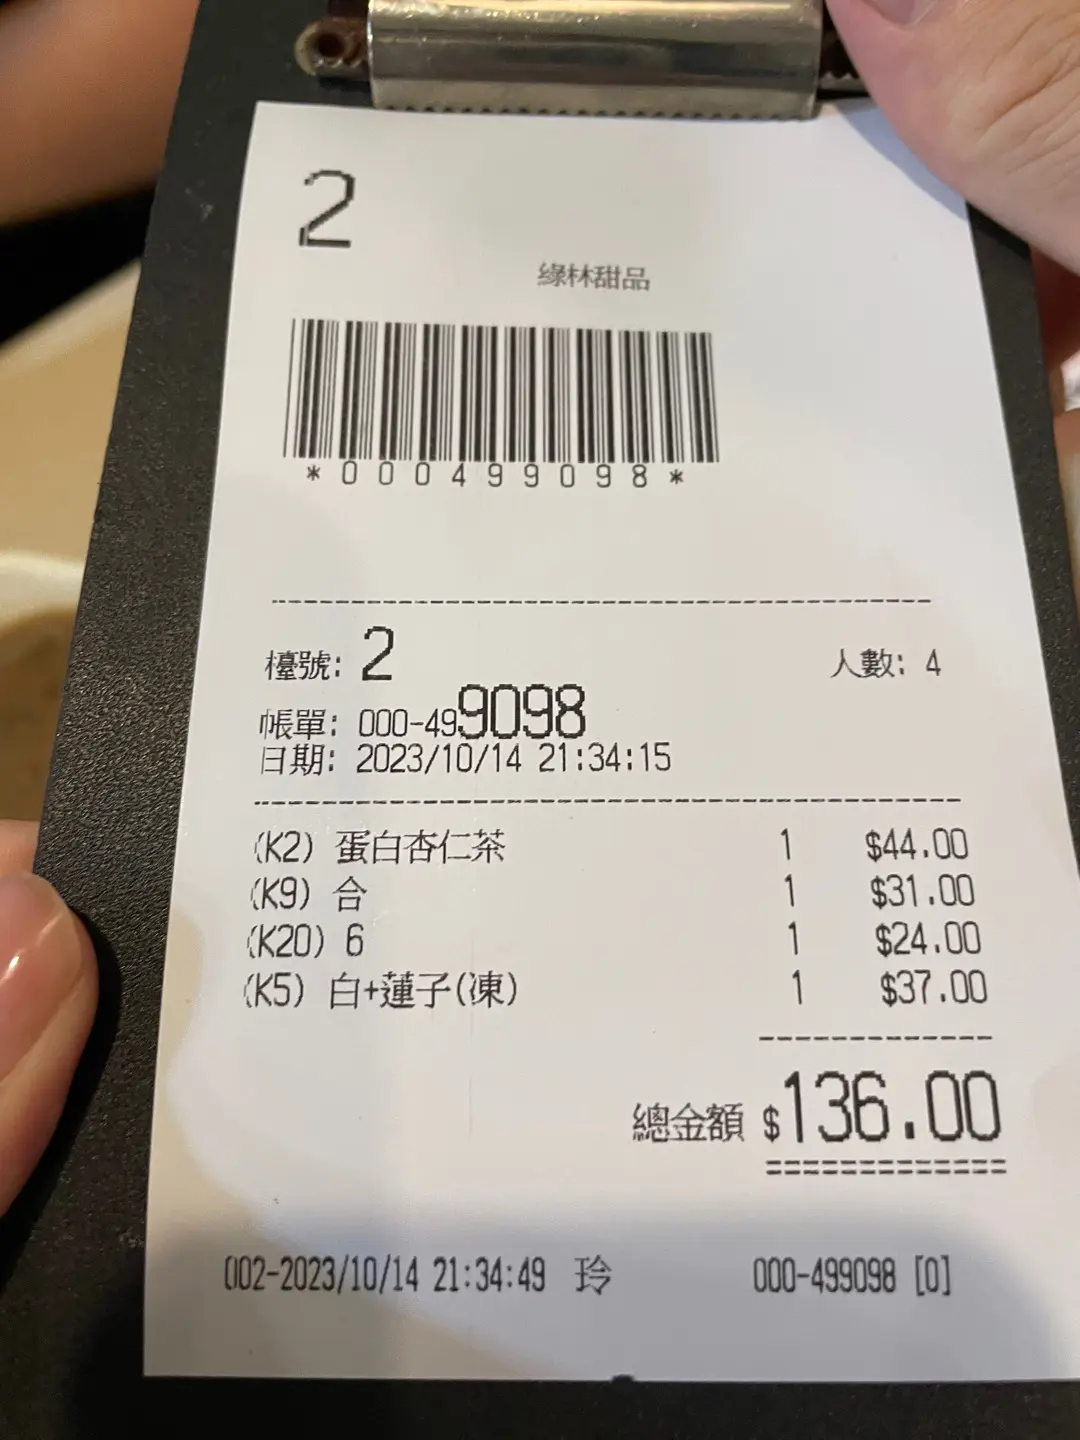 2
綠林甜品
*000499098*
檯號: 2 人數: 4
帳單: 000-499098
日期: 2023/10/14 21:34:15
(K2) 蛋白杏仁茶 1 $44.00
(K9) 合 1 $31.00
(K20) 6 1 $24.00
(K5) 白+蓮子(凍) 1 $37.00
總金額 $136.00
002-2023/10/14 21:34:49 玲 000-499098 [0]